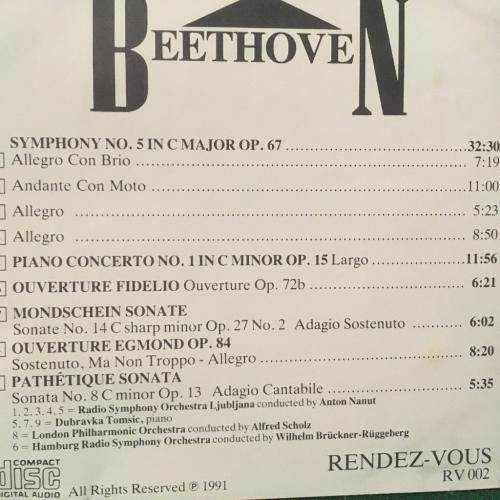 BEETHOVEN
SYMPHONY NO. 5 IN C MAJOR OP. 67 32:30
Allegro Con Brio 7:19
Andante Con Moto 11:00
Allegro 5:23
Allegro 8:50
PIANO CONCERTO NO. 1 IN C MINOR OP. 15 Largo 11:56
OUVERTURE FIDELIO Ouverture Op. 72b 6:21
MONDSCHEIN SONATE
Sonate No. 14 C sharp minor Op. 27 No. 2 Adagio Sostenuto 6:02
OUVERTURE EGMOND OP. 84
Sostenuto, Ma Non Troppo - Allegro 8:20
PATHÉTIQUE SONATA
Sonata No. 8 C minor Op. 13 Adagio Cantabile 5:35
1, 2, 3, 4, 5 = Radio Symphony Orchestra Ljubljana conducted by Anton Nanut
5, 7, 9 = Dubravka Tomsic, piano
8 = London Philharmonic Orchestra conducted by Alfred Scholz
6 = Hamburg Radio Symphony Orchestra conducted by Wilhelm Brückner-Rüggeberg
COMPACT
disc
DIGITAL AUDIO
All Rights Reserved ℗ 1991
RENDEZ-VOUS
RV 002